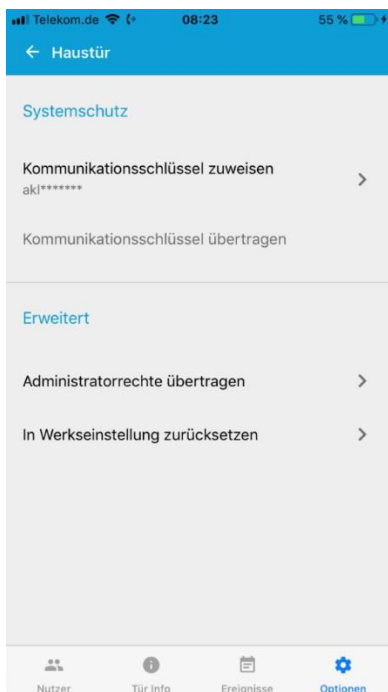 Telekom.de 08:23 55 %
Haustür
Systemschutz
Kommunikationsschlüssel zuweisen
akl*******
Kommunikationsschlüssel übertragen
Erweitert
Administratorrechte übertragen
In Werkseinstellung zurücksetzen
Nutzer Tür Info Ereignisse Optionen